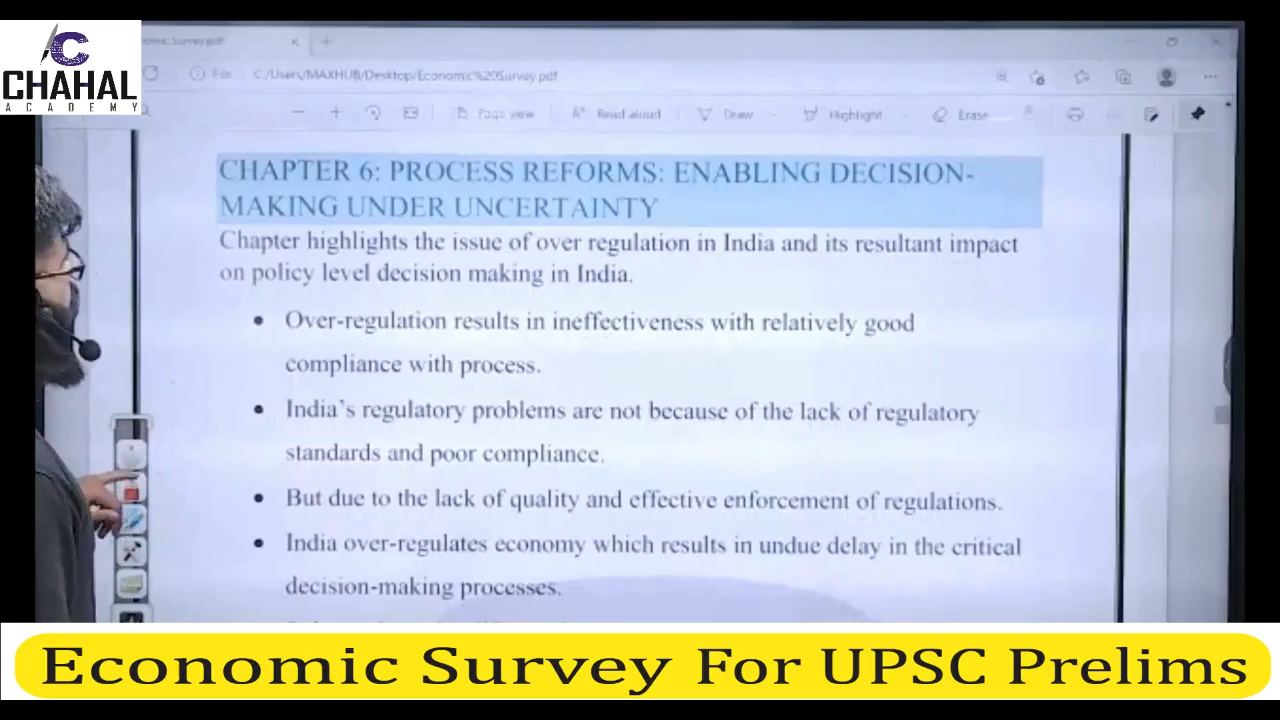 CHAHAL
ACADEMY
File C:/Users/MAXHUB/Desktop/Economic%20Survey.pdf
Page view
Read aloud
Draw
Highlight
Erase
CHAPTER 6: PROCESS REFORMS: ENABLING DECISION-
MAKING UNDER UNCERTAINTY
Chapter highlights the issue of over regulation in India and its resultant impact
on policy level decision making in India.
• Over-regulation results in ineffectiveness with relatively good
compliance with process.
• India's regulatory problems are not because of the lack of regulatory
standards and poor compliance.
• But due to the lack of quality and effective enforcement of regulations.
• India over-regulates economy which results in undue delay in the critical
decision-making processes.
Economic Survey For UPSC Prelims